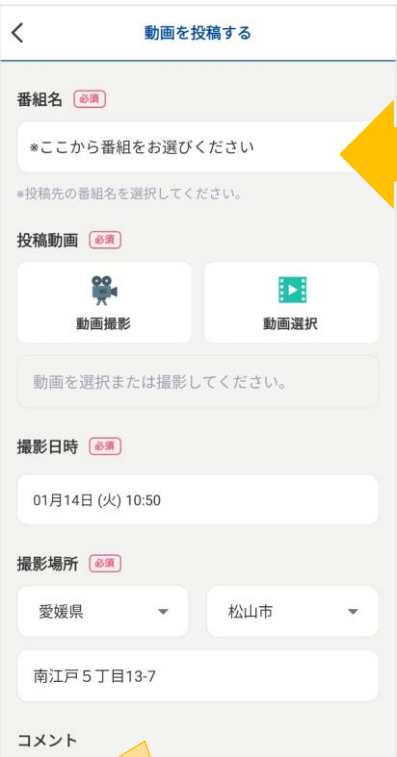 動画を投稿する
番組名 必須
※ここから番組をお選びください
※投稿先の番組名を選択してください。
投稿動画 必須
動画撮影 動画選択
動画を選択または撮影してください。
撮影日時 必須
01月14日 (火) 10:50
撮影場所 必須
愛媛県 松山市
南江戸５丁目13-7
コメント